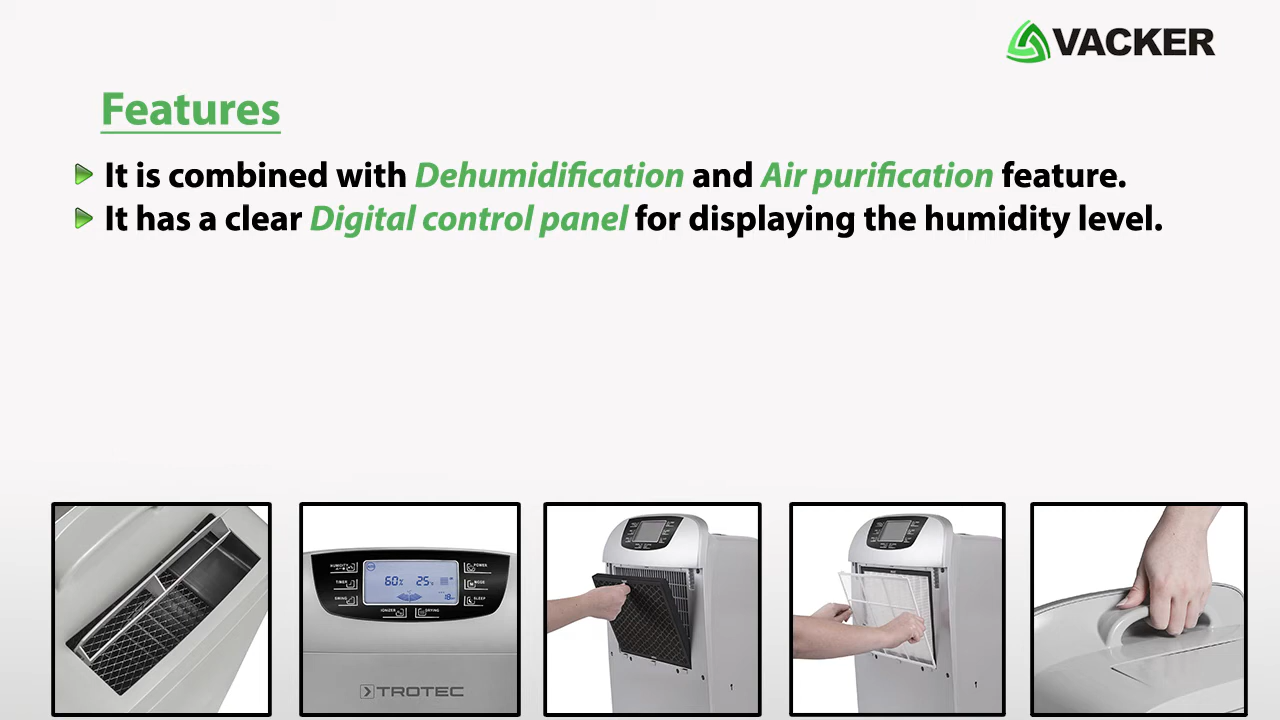 VACKER
Features
It is combined with Dehumidification and Air purification feature.
It has a clear Digital control panel for displaying the humidity level.
HUMIDITY
POWER
TIMER
60%
25
MODE
SWING
SLEEP
IONIZER
DRYING
TROTEC